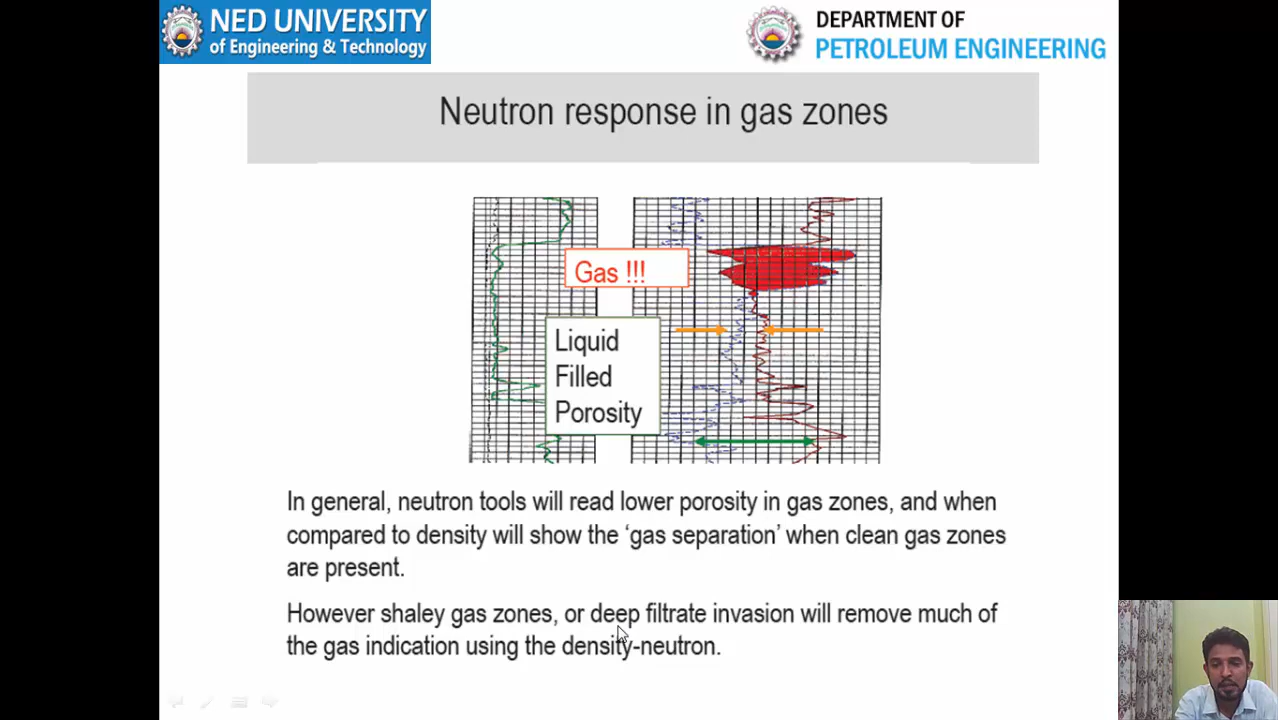 NED UNIVERSITY
of Engineering & Technology
DEPARTMENT OF
PETROLEUM ENGINEERING
Neutron response in gas zones
Gas !!!
Liquid
Filled
Porosity
In general, neutron tools will read lower porosity in gas zones, and when
compared to density will show the ‘gas separation’ when clean gas zones
are present.
However shaley gas zones, or deep filtrate invasion will remove much of
the gas indication using the density-neutron.